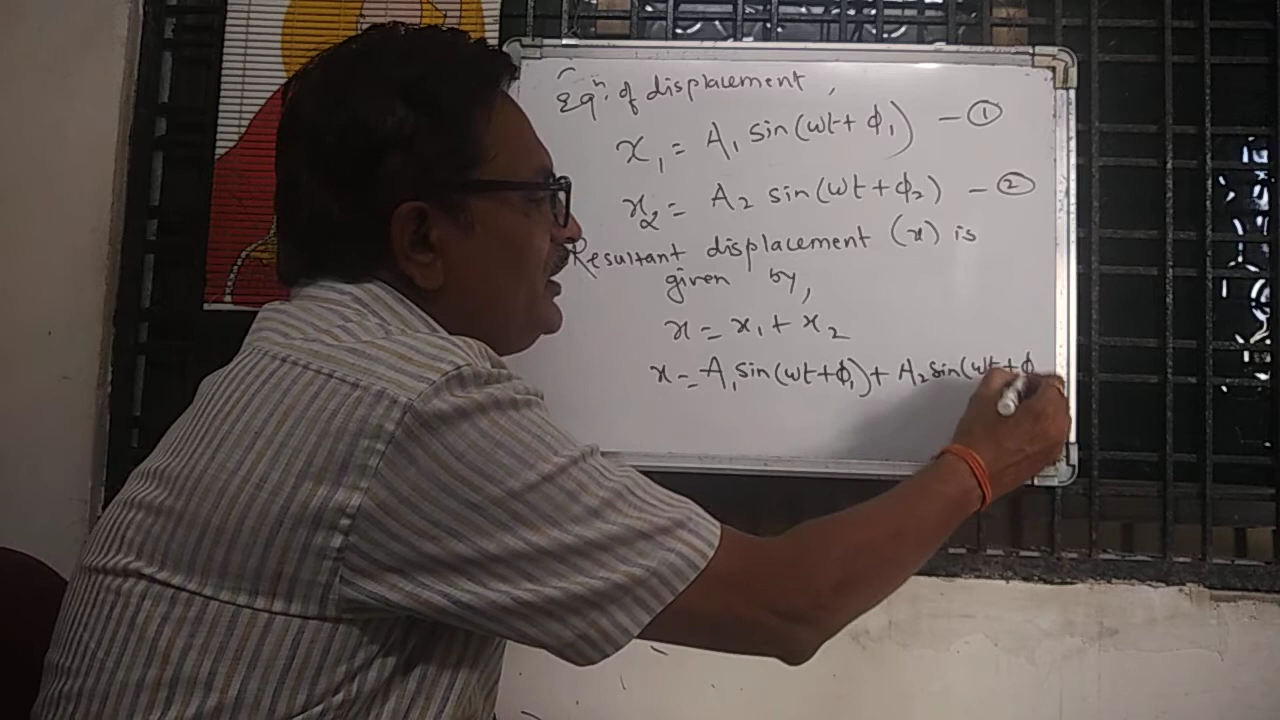 Eqⁿ. of displacement,
x₁ = A₁ sin(ωt + ϕ₁) – ①
x₂ = A₂ sin(ωt + ϕ₂) – ②
Resultant displacement (x) is
given by,
x = x₁ + x₂
x = A₁ sin(ωt + ϕ₁) + A₂ sin(ωt + ϕ